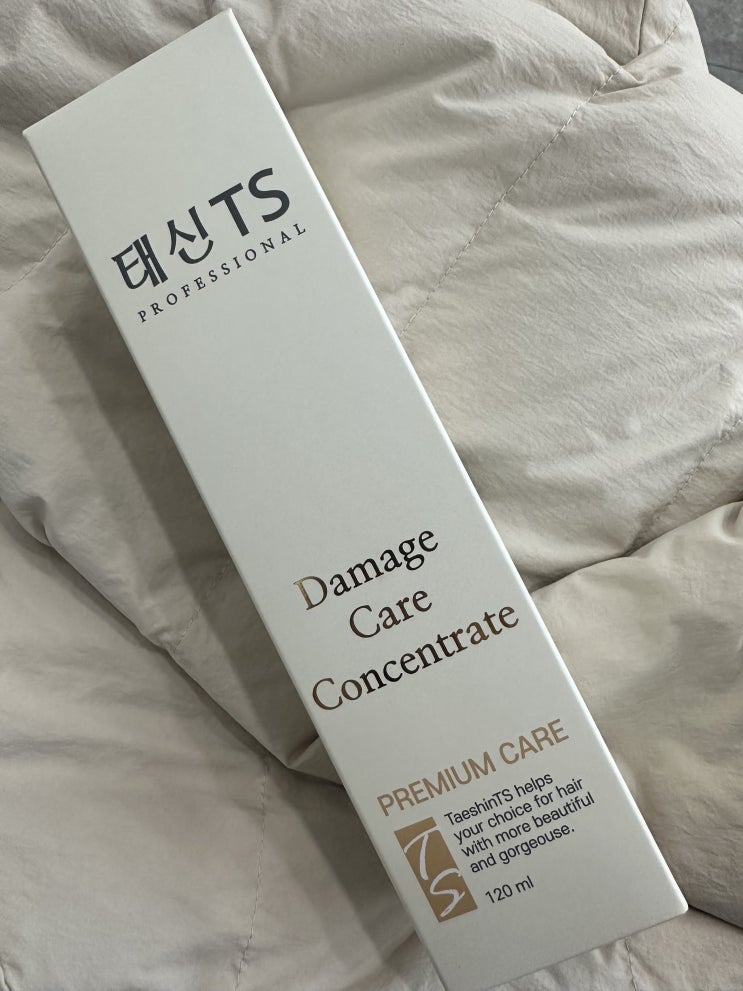 태신TS
PROFESSIONAL
Damage
Care
Concentrate
PREMIUM CARE
TS
TaeshinTS helps
your choice for hair
with more beautiful
and gorgeouse.
120 ml